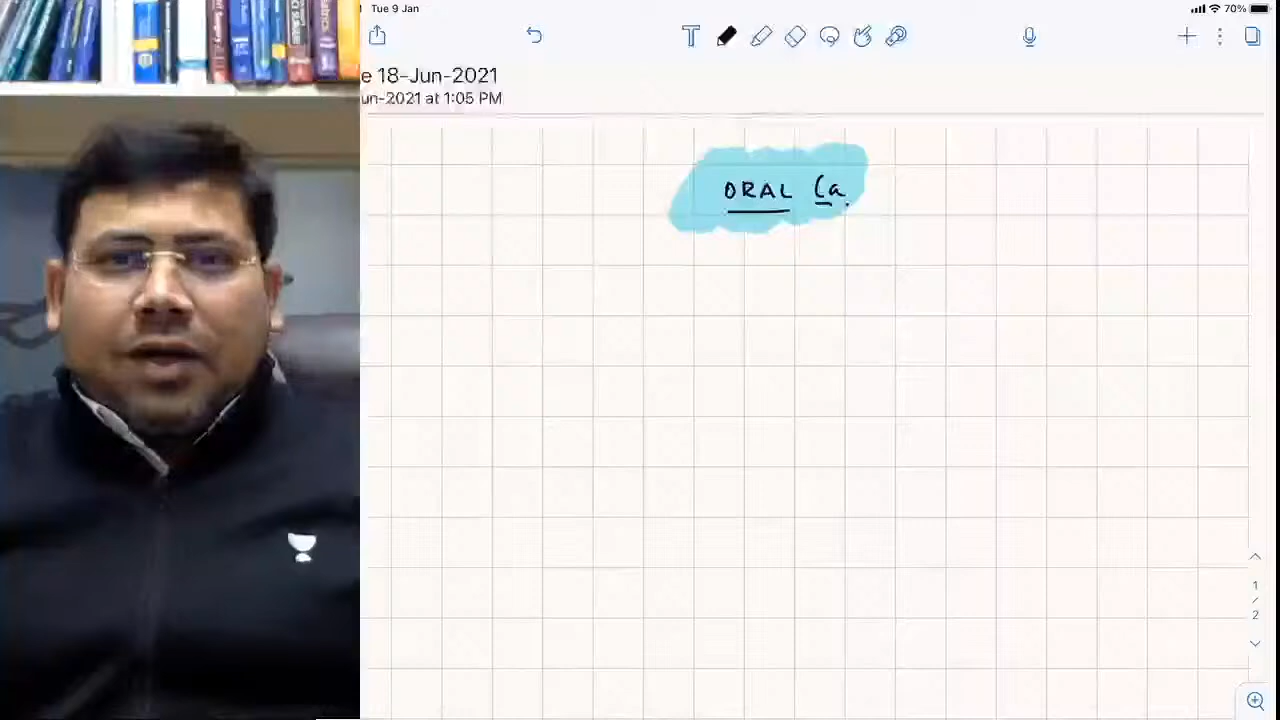 Tue 9 Jan
70%
e 18-Jun-2021
un-2021 at 1:05 PM
T
ORAL Ca.
1
/
2